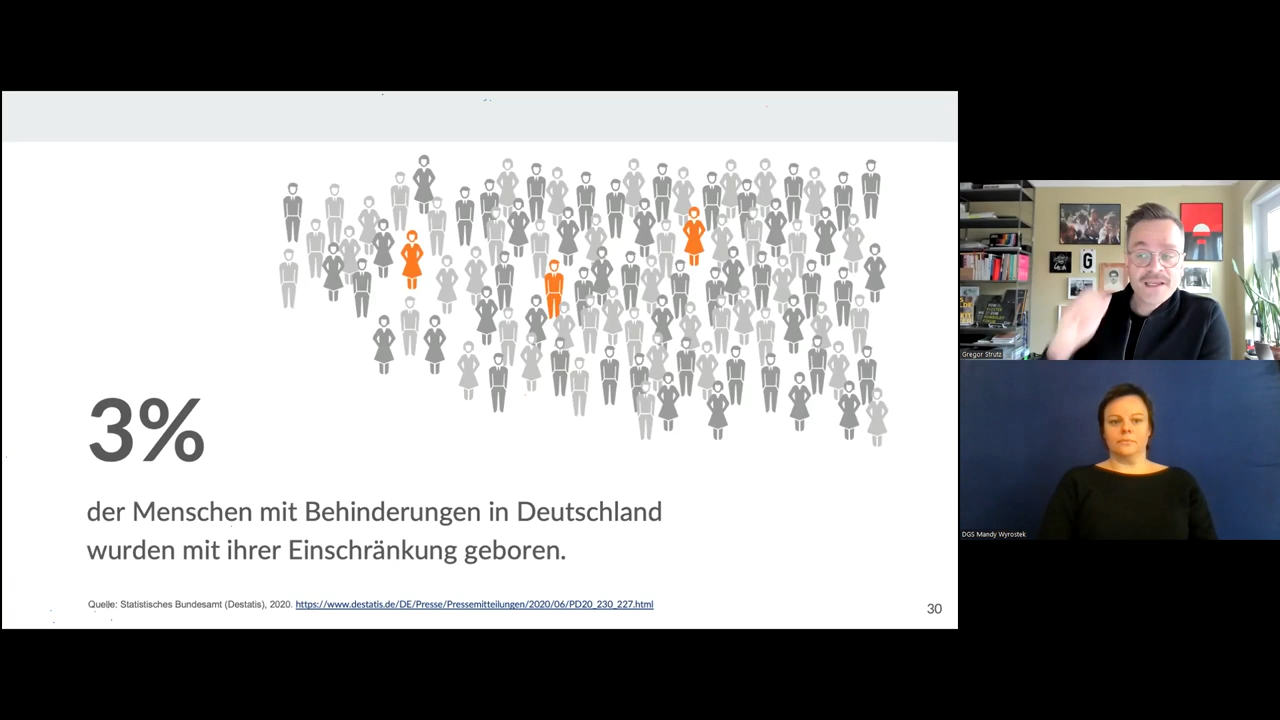 3%
der Menschen mit Behinderungen in Deutschland
wurden mit ihrer Einschränkung geboren.
Quelle: Statistisches Bundesamt (Destatis), 2020. https://www.destatis.de/DE/Presse/Pressemitteilungen/2020/06/PD20_230_227.html
30
G
Gregor Strutz
DGS Mandy Wyrostek